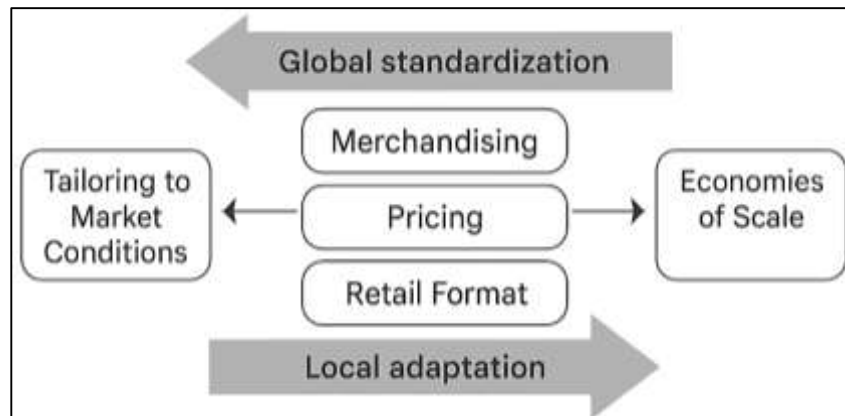 Global standardization
Merchandising
Tailoring to
Market
Conditions
Pricing
Economies
of Scale
Retail Format
Local adaptation